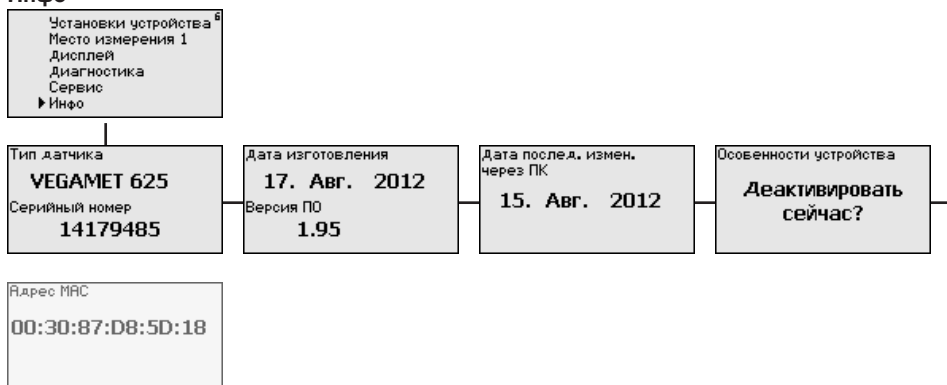 Инфо
Установки устройства 6
Место измерения 1
Дисплей
Диагностика
Сервис
Инфо
Тип датчика
VEGAMET 625
Серийный номер
14179485
Дата изготовления
17. Авг. 2012
Версия ПО
1.95
Дата послед. измен.
через ПК
15. Авг. 2012
Особенности устройства
Деактивировать
сейчас?
Адрес MAC
00:30:87:D8:5D:18